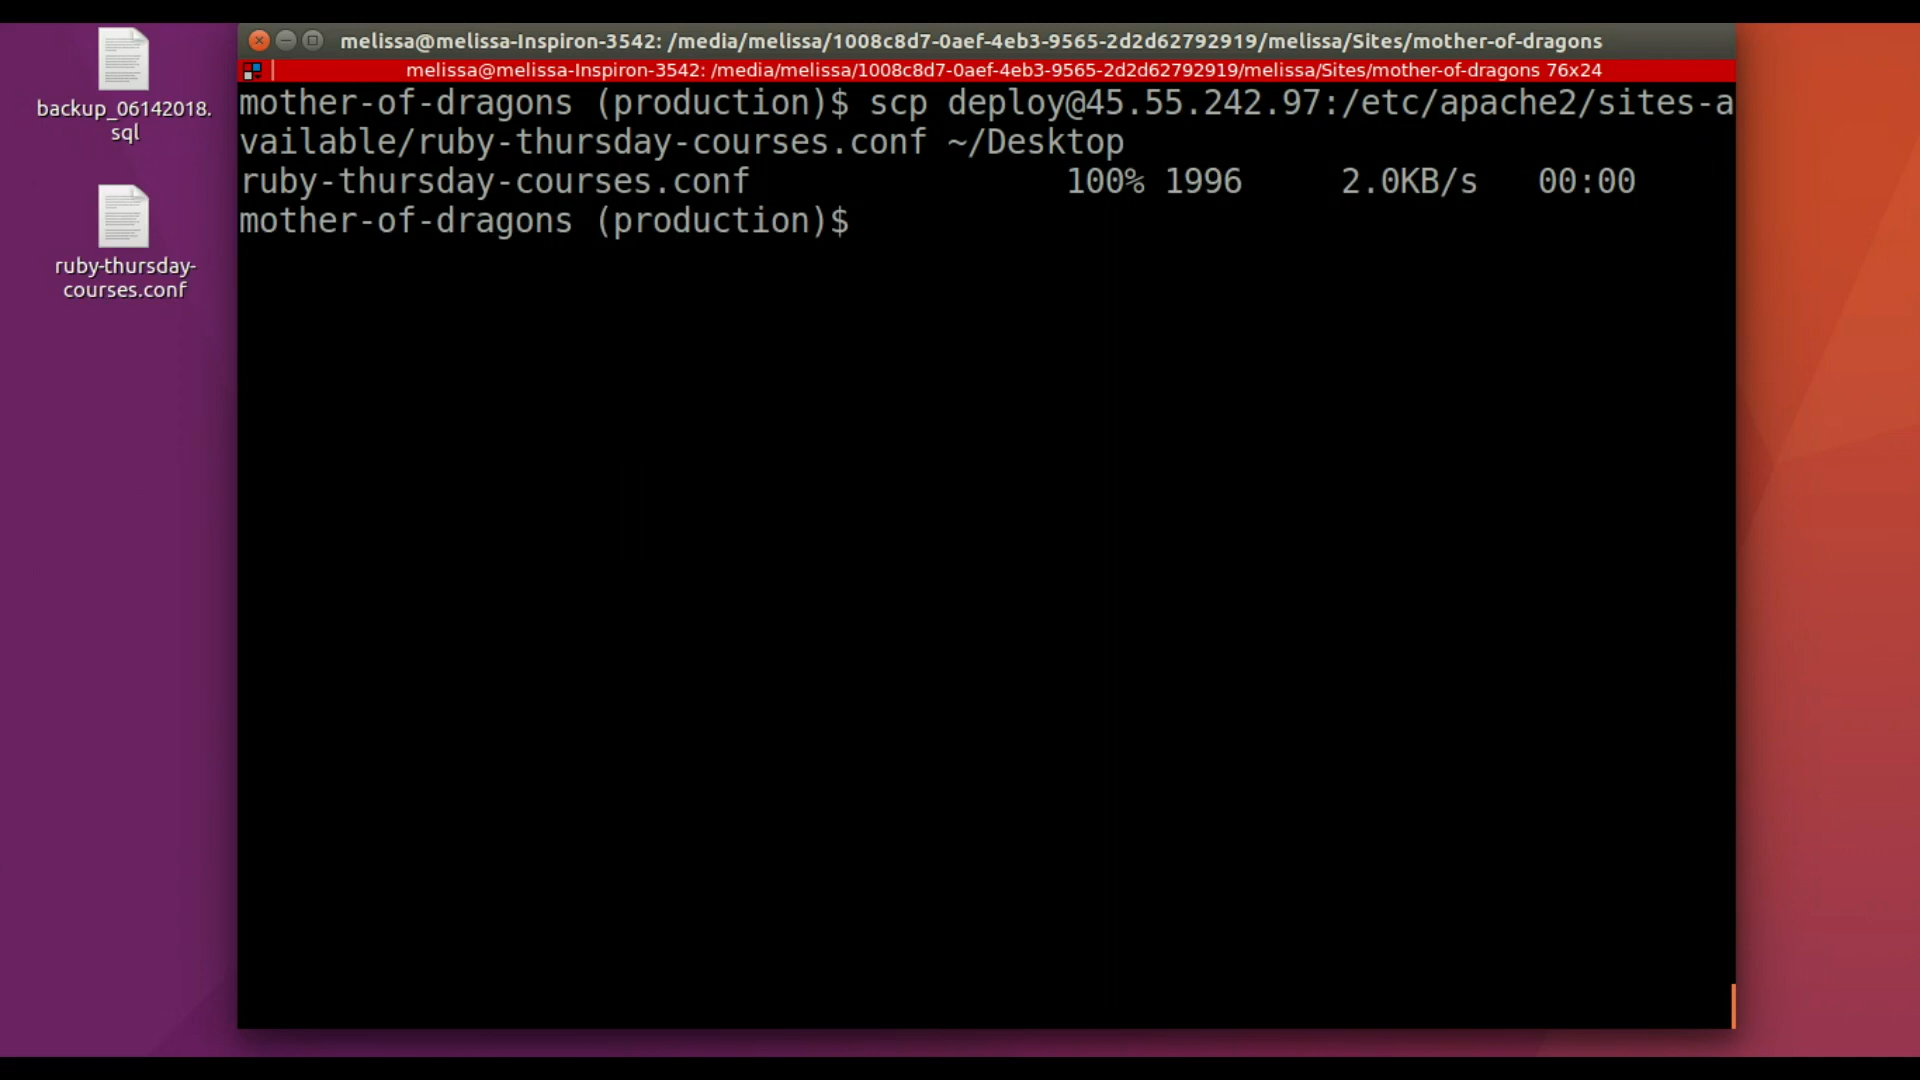 melissa@melissa-Inspiron-3542: /media/melissa/1008c8d7-0aef-4eb3-9565-2d2d62792919/melissa/Sites/mother-of-dragons
melissa@melissa-Inspiron-3542: /media/melissa/1008c8d7-0aef-4eb3-9565-2d2d62792919/melissa/Sites/mother-of-dragons 76x24
backup_06142018.
sql
ruby-thursday-
courses.conf
mother-of-dragons (production)$ scp deploy@45.55.242.97:/etc/apache2/sites-a
vailable/ruby-thursday-courses.conf ~/Desktop
ruby-thursday-courses.conf 100% 1996 2.0KB/s 00:00
mother-of-dragons (production)$